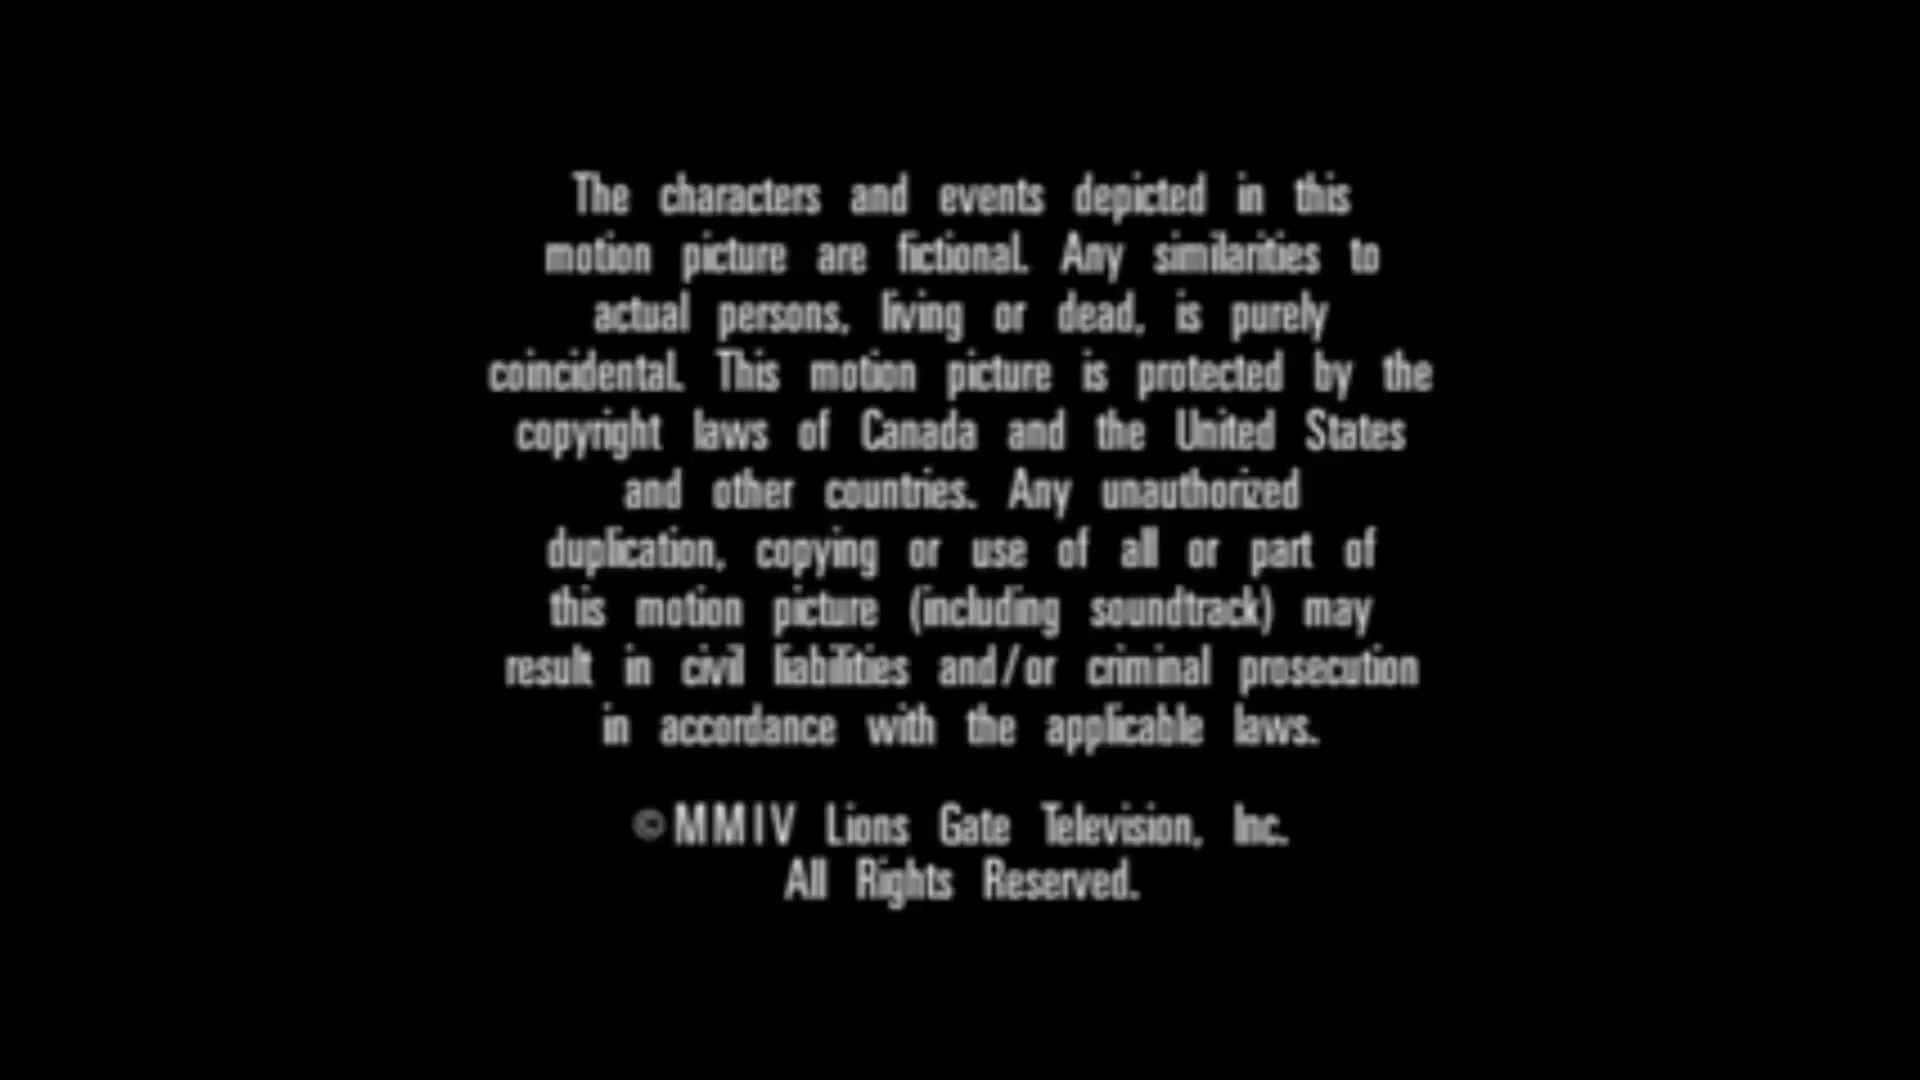 The characters and events depicted in this
motion picture are fictional. Any similarities to
actual persons, living or dead, is purely
coincidental. This motion picture is protected by the
copyright laws of Canada and the United States
and other countries. Any unauthorized
duplication, copying or use of all or part of
this motion picture (including soundtrack) may
result in civil liabilities and/or criminal prosecution
in accordance with the applicable laws.
©MMIV Lions Gate Television, Inc.
All Rights Reserved.